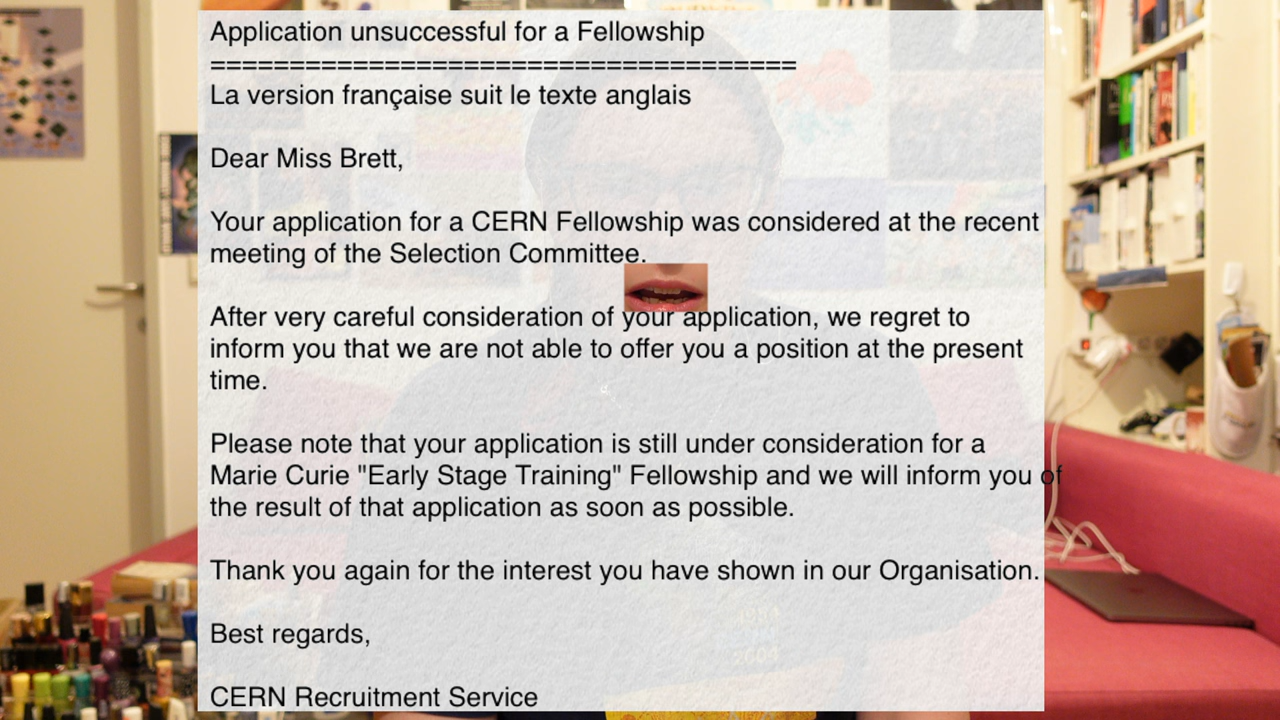 Application unsuccessful for a Fellowship
=====================================
La version française suit le texte anglais
Dear Miss Brett,
Your application for a CERN Fellowship was considered at the recent
meeting of the Selection Committee.
After very careful consideration of your application, we regret to
inform you that we are not able to offer you a position at the present
time.
Please note that your application is still under consideration for a
Marie Curie "Early Stage Training" Fellowship and we will inform you of
the result of that application as soon as possible.
Thank you again for the interest you have shown in our Organisation.
Best regards,
CERN Recruitment Service
2004